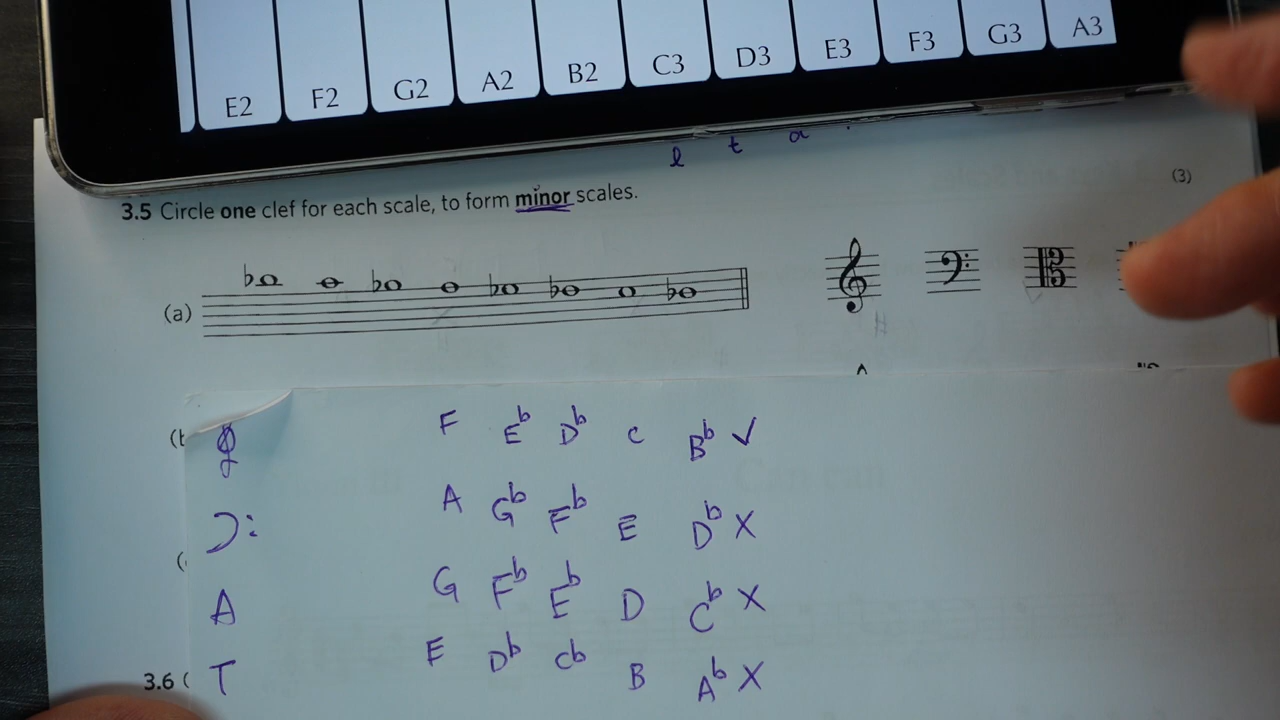 E2 F2 G2 A2 B2 C3 D3 E3 F3 G3 A3
l t a
(3)
3.5 Circle one clef for each scale, to form minor scales.
(a)
F E♭ D♭ C B♭ ✓
A G♭ F♭ E D♭ X
A G F♭ E♭ D C♭ X
T E D♭ C♭ B A♭ X
3.6 (